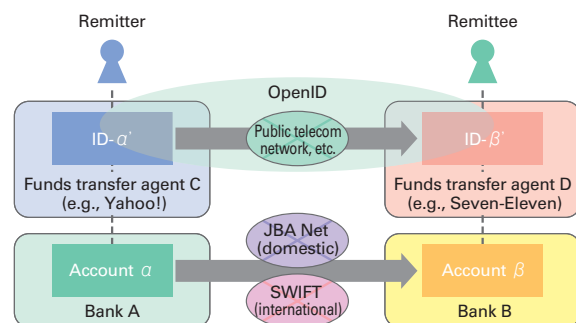 Remitter
Remittee
OpenID
ID-α'
Public telecom
network, etc.
ID-β'
Funds transfer agent C
(e.g., Yahoo!)
Funds transfer agent D
(e.g., Seven-Eleven)
JBA Net
(domestic)
Account α
Account β
SWIFT
(international)
Bank A
Bank B